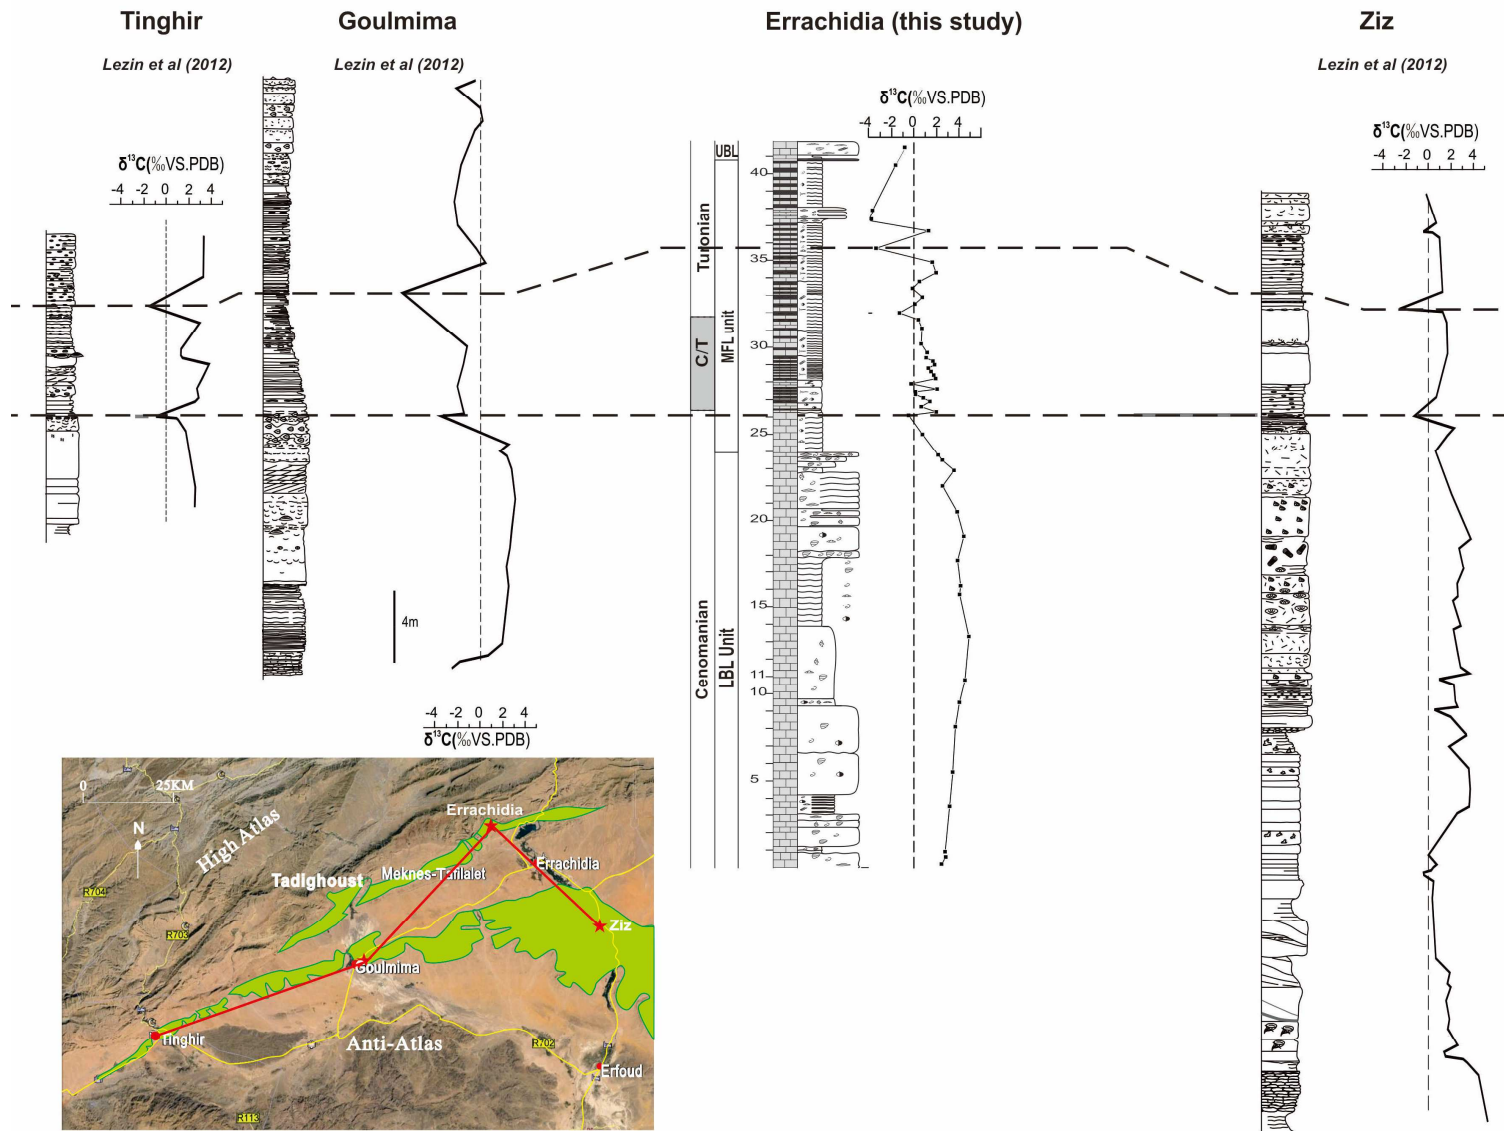 Tinghir
Goulmima
Errachidia (this study)
Ziz
Lezin et al (2012)
Lezin et al (2012)
Lezin et al (2012)
δ¹³C(‰VS.PDB)
-4 -2 0 2 4
δ¹³C(‰VS.PDB)
-4 -2 0 2 4
δ¹³C(‰VS.PDB)
-4 -2 0 2 4
UBL
40
Turonian
35
MFL unit
C/T
30
25
20
15
Cenomanian
LBL Unit
11
10
5
4m
-4 -2 0 2 4
δ¹³C(‰VS.PDB)
0 25KM
N
High Atlas
Errachidia
Errachidia
Meknes-Tafilalet
Tadighoust
R704
R703
Ziz
Goulmima
Tinghir
Anti-Atlas
R702
Erfoud
R113